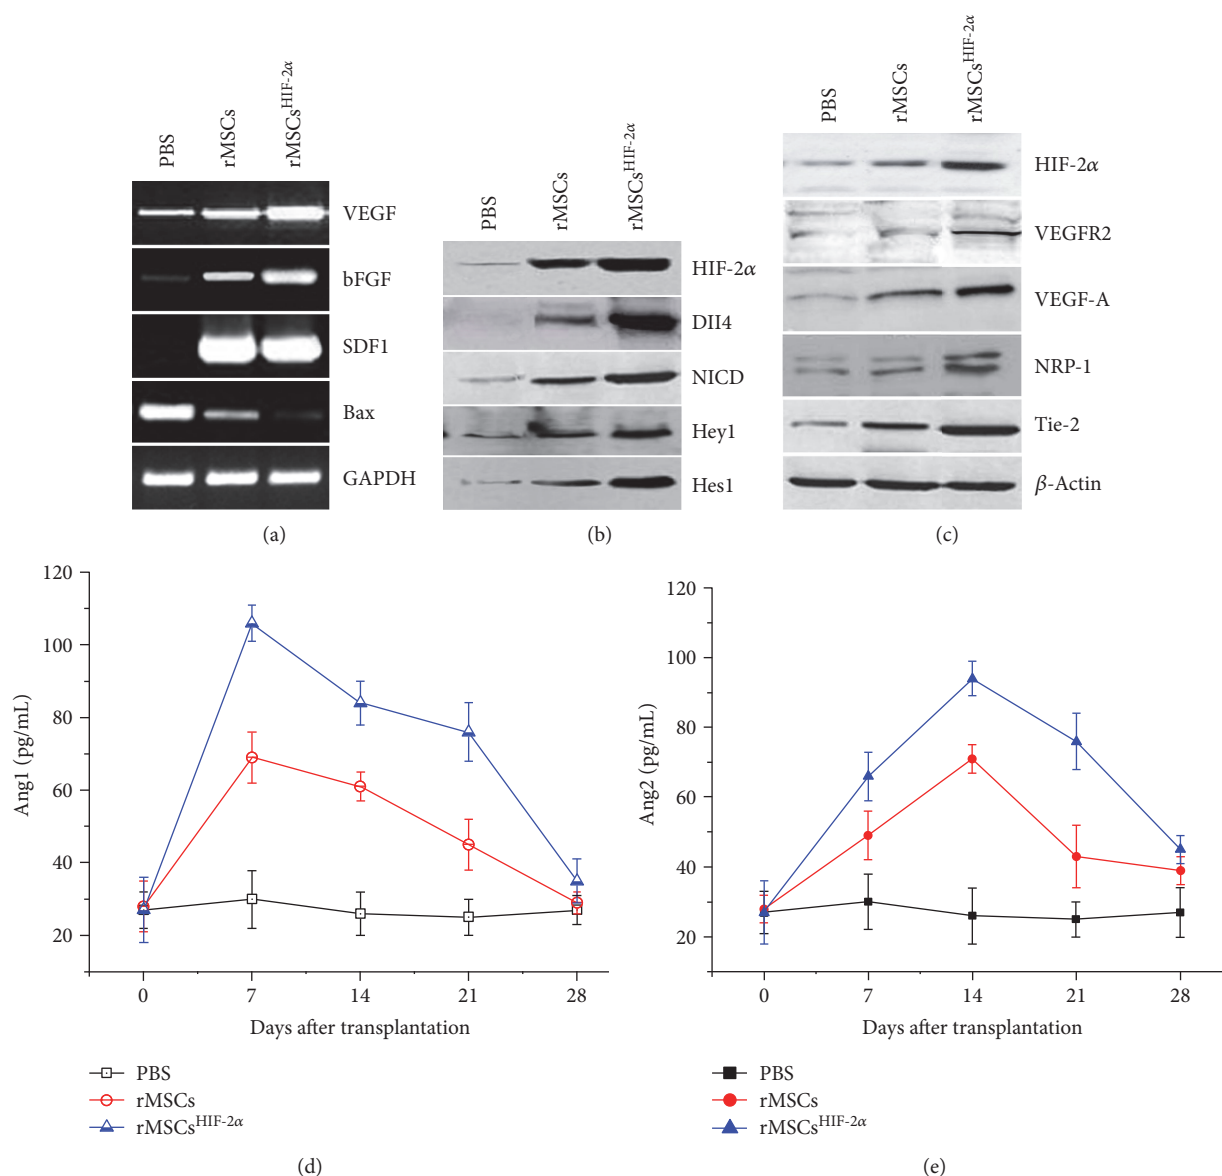 PBS
rMSCs
rMSCsHIF-2α
VEGF
bFGF
SDF1
Bax
GAPDH
(a)
PBS
rMSCs
rMSCsHIF-2α
HIF-2α
DII4
NICD
Hey1
Hes1
(b)
PBS
rMSCs
rMSCsHIF-2α
HIF-2α
VEGFR2
VEGF-A
NRP-1
Tie-2
β-Actin
(c)
120
100
80
60
40
20
Ang1 (pg/mL)
0 7 14 21 28
Days after transplantation
PBS
rMSCs
rMSCsHIF-2α
(d)
120
100
80
60
40
20
Ang2 (pg/mL)
0 7 14 21 28
Days after transplantation
PBS
rMSCs
rMSCsHIF-2α
(e)